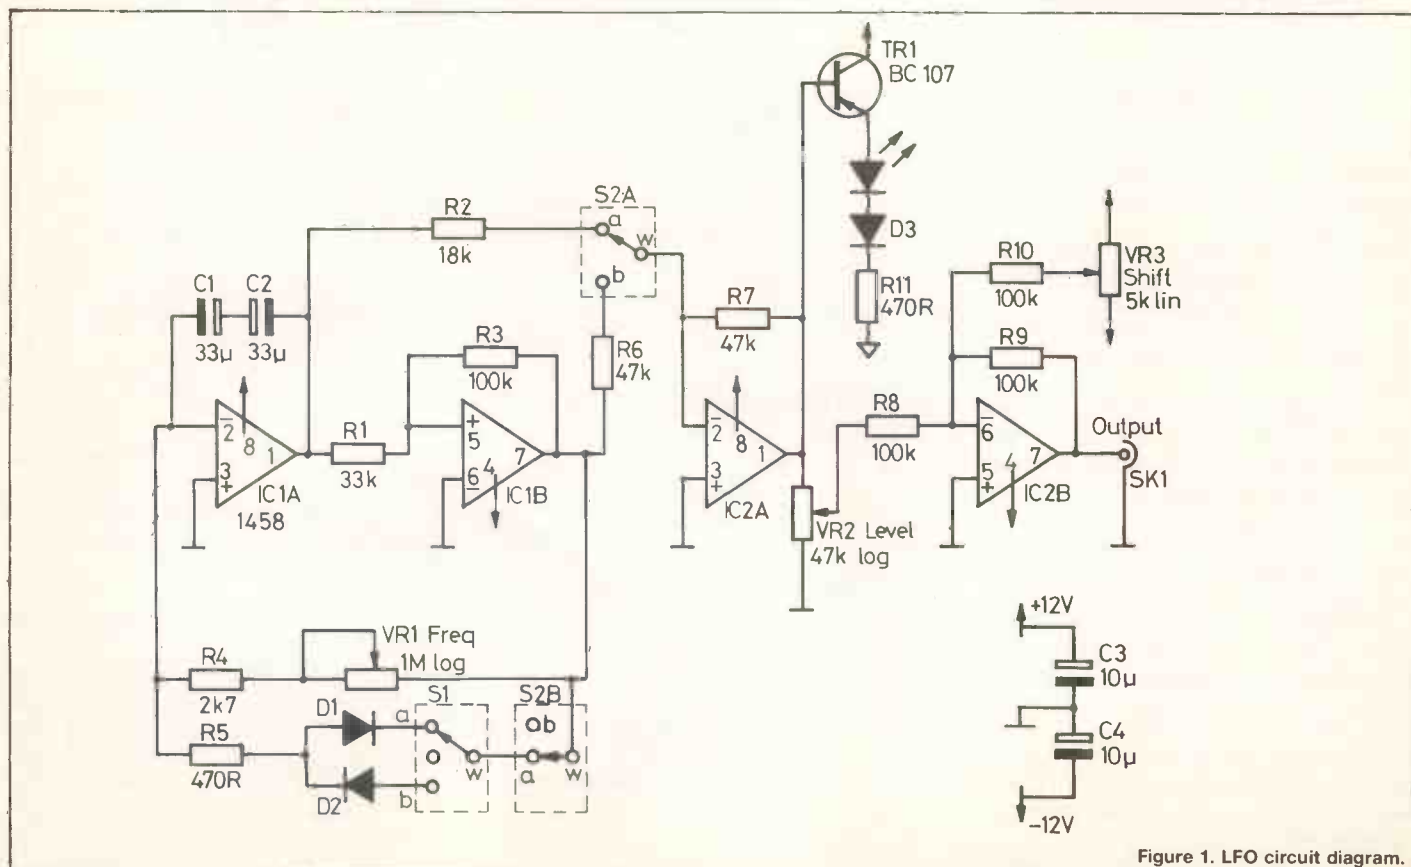 TR1
BC 107
S2A
a
w
b
R2
18k
C1
C2
33µ
33µ
R3
100k
R6
47k
R7
47k
D3
R11
470R
R10
100k
VR3
Shift
5k lin
R9
100k
R8
100k
Output
SK1
−
2
8
1
3
+
IC1A
1458
R1
33k
+
5
7
6
4
−
IC1B
−
2
8
1
3
+
IC2A
VR2 Level
47k log
−
6
7
5
4
+
IC2B
VR1 Freq
1M log
R4
2k7
D1
S1
S2B
a
b
w
a
w
R5
470R
D2
b
+12V
C3
10µ
C4
10µ
−12V
Figure 1. LFO circuit diagram.